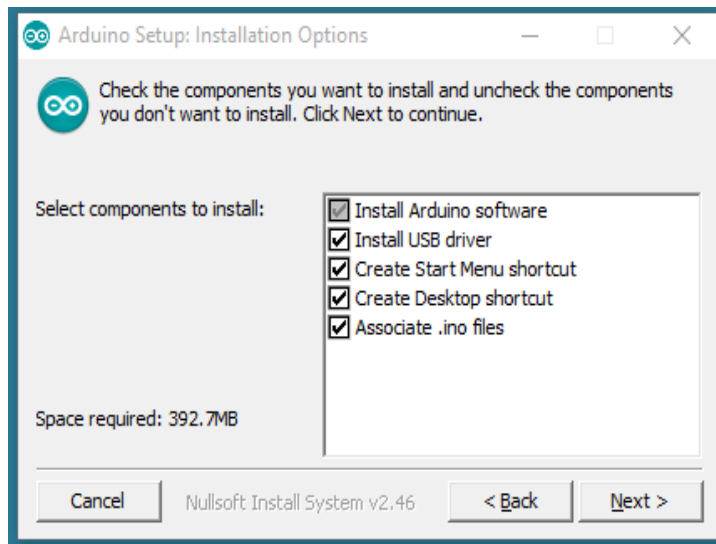 Arduino Setup: Installation Options
Check the components you want to install and uncheck the components
you don't want to install. Click Next to continue.
Select components to install:
Install Arduino software
Install USB driver
Create Start Menu shortcut
Create Desktop shortcut
Associate .ino files
Space required: 392.7MB
Cancel
Nullsoft Install System v2.46
< Back
Next >